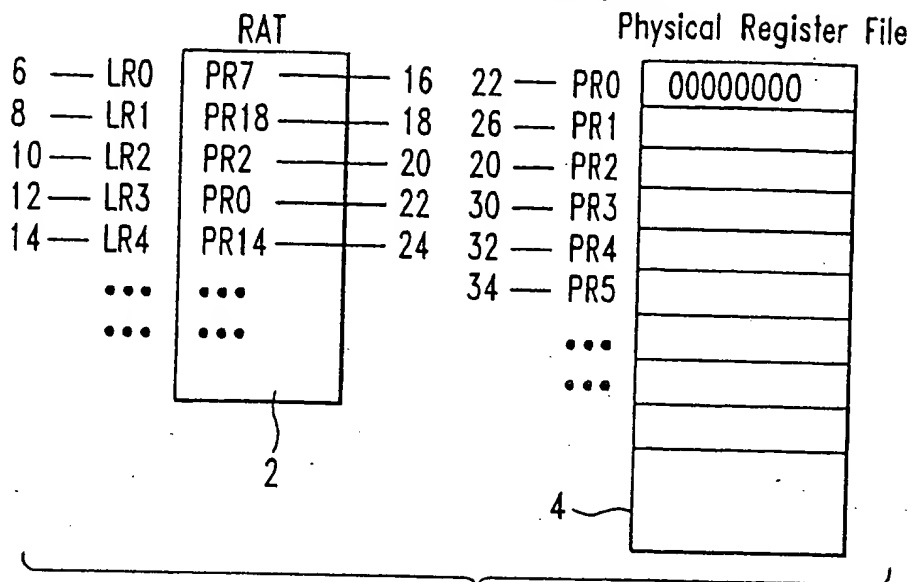 RAT
6 LR0 PR7 16
8 LR1 PR18 18
10 LR2 PR2 20
12 LR3 PR0 22
14 LR4 PR14 24
... ...
... ...
2
Physical Register File
22 PR0 00000000
26 PR1
20 PR2
30 PR3
32 PR4
34 PR5
...
...
4